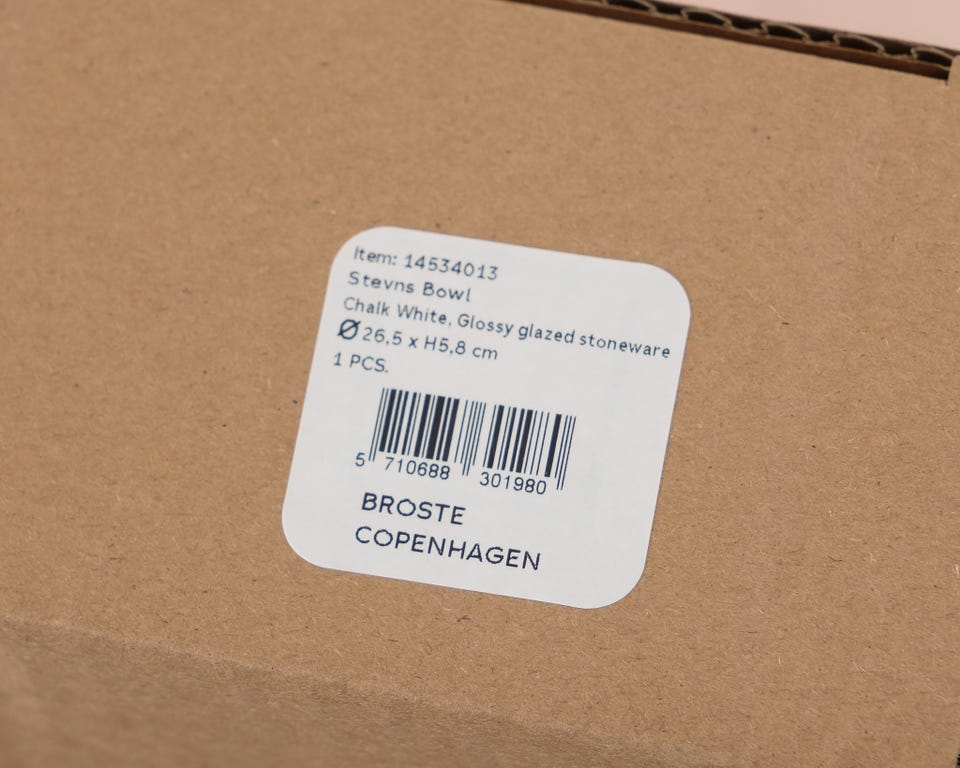 Item: 14534013
Stevns Bowl
Chalk White, Glossy glazed stoneware
Ø 26,5 x H5,8 cm
1 PCS.
5 710688 301980
BROSTE
COPENHAGEN